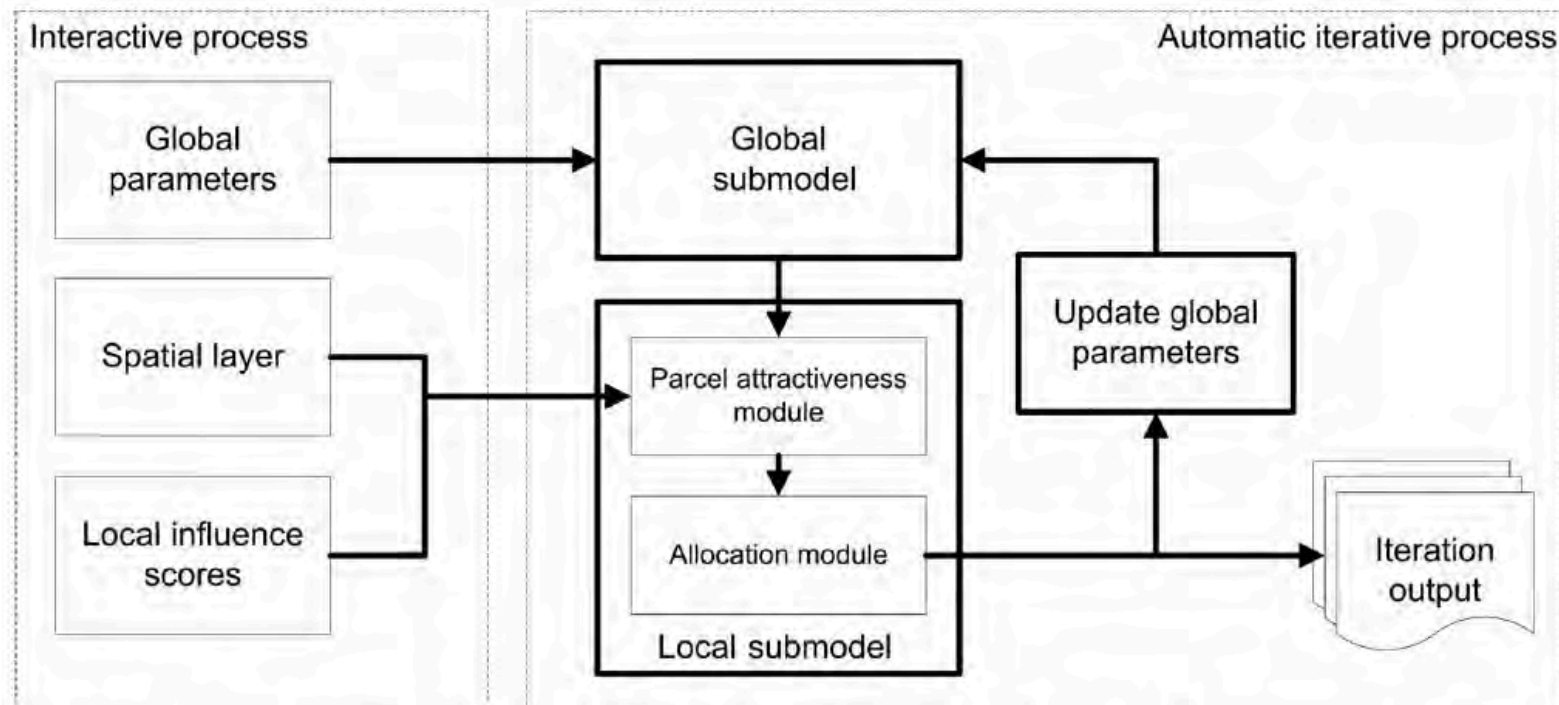 Interactive process
Automatic iterative process
Global
parameters
Global
submodel
Spatial layer
Update global
parameters
Parcel attractiveness
module
Local influence
scores
Allocation module
Iteration
output
Local submodel